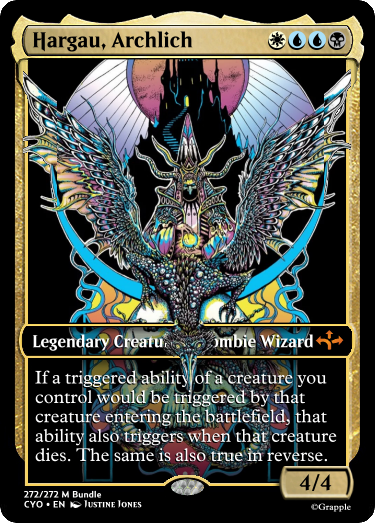 Hargau, Archlich
Legendary Creatu ombie Wizard
If a triggered ability of a creature you
control would be triggered by that
creature entering the battlefield, that
ability also triggers when that creature
dies. The same is also true in reverse.
4/4
272/272 M Bundle
CYO • EN Justine Jones
©Grapple